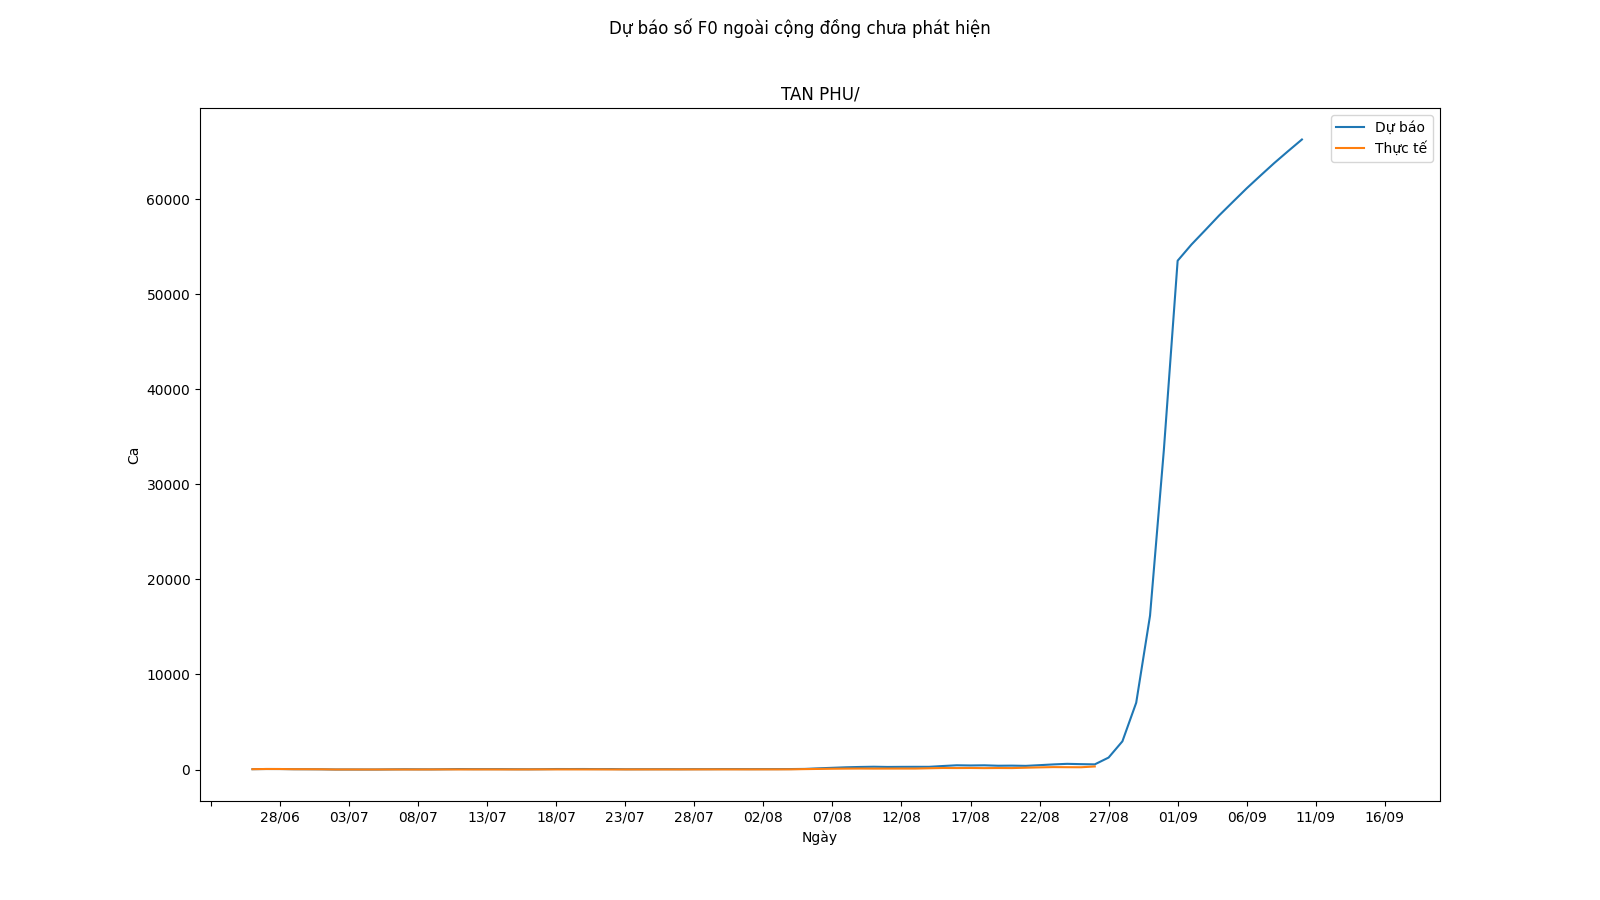 Dự báo số F0 ngoài cộng đồng chưa phát hiện
TAN PHU/
Dự báo
Thực tế
60000
50000
40000
30000
20000
10000
0
Ca
28/06 03/07 08/07 13/07 18/07 23/07 28/07 02/08 07/08 12/08 17/08 22/08 27/08 01/09 06/09 11/09 16/09
Ngày